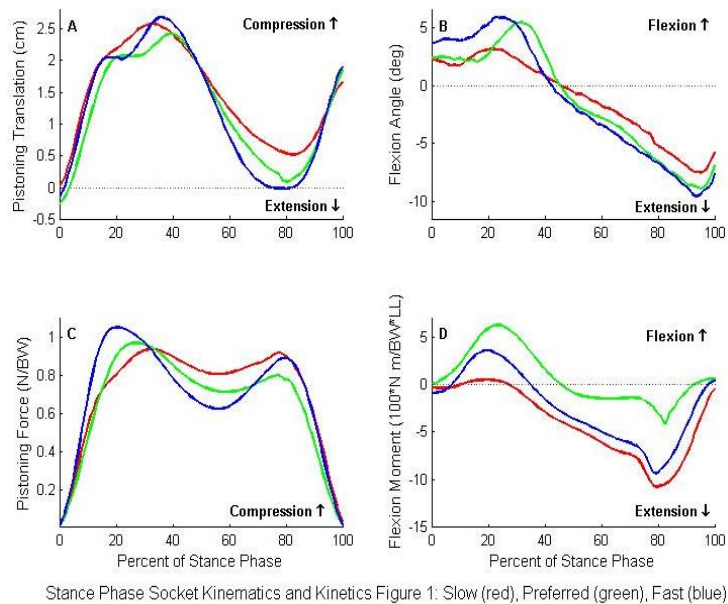 A
Compression ↑
Pistoning Translation (cm)
2.5
2
1.5
1
0.5
0
-0.5
Extension ↓
0 20 40 60 80 100
B
Flexion ↑
Flexion Angle (deg)
5
0
-5
-10
Extension ↓
0 20 40 60 80 100
C
Pistoning Force (N/BW)
1
0.8
0.6
0.4
0.2
Compression ↑
0 20 40 60 80 100
Percent of Stance Phase
D
Flexion ↑
Flexion Moment (100*N m/BW*LL)
5
0
-5
-10
-15
Extension ↓
0 20 40 60 80 100
Percent of Stance Phase
Stance Phase Socket Kinematics and Kinetics Figure 1: Slow (red), Preferred (green), Fast (blue)